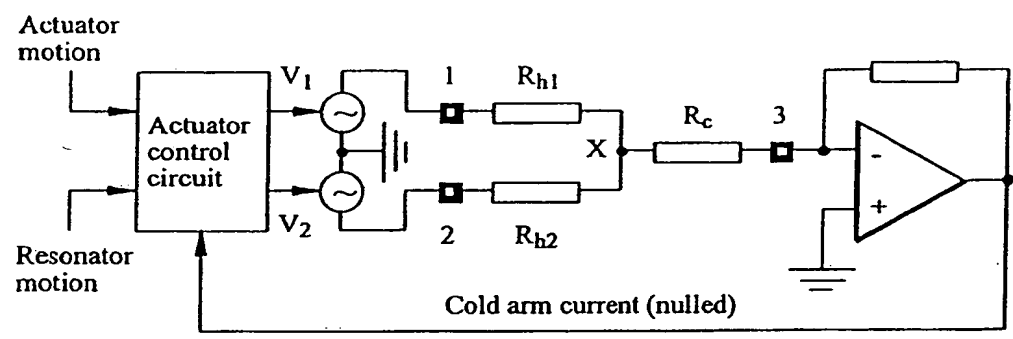 Actuator
motion
V1
1
Rh1
Actuator
control
circuit
X
Rc
3
-
+
V2
2
Rh2
Resonator
motion
Cold arm current (nulled)